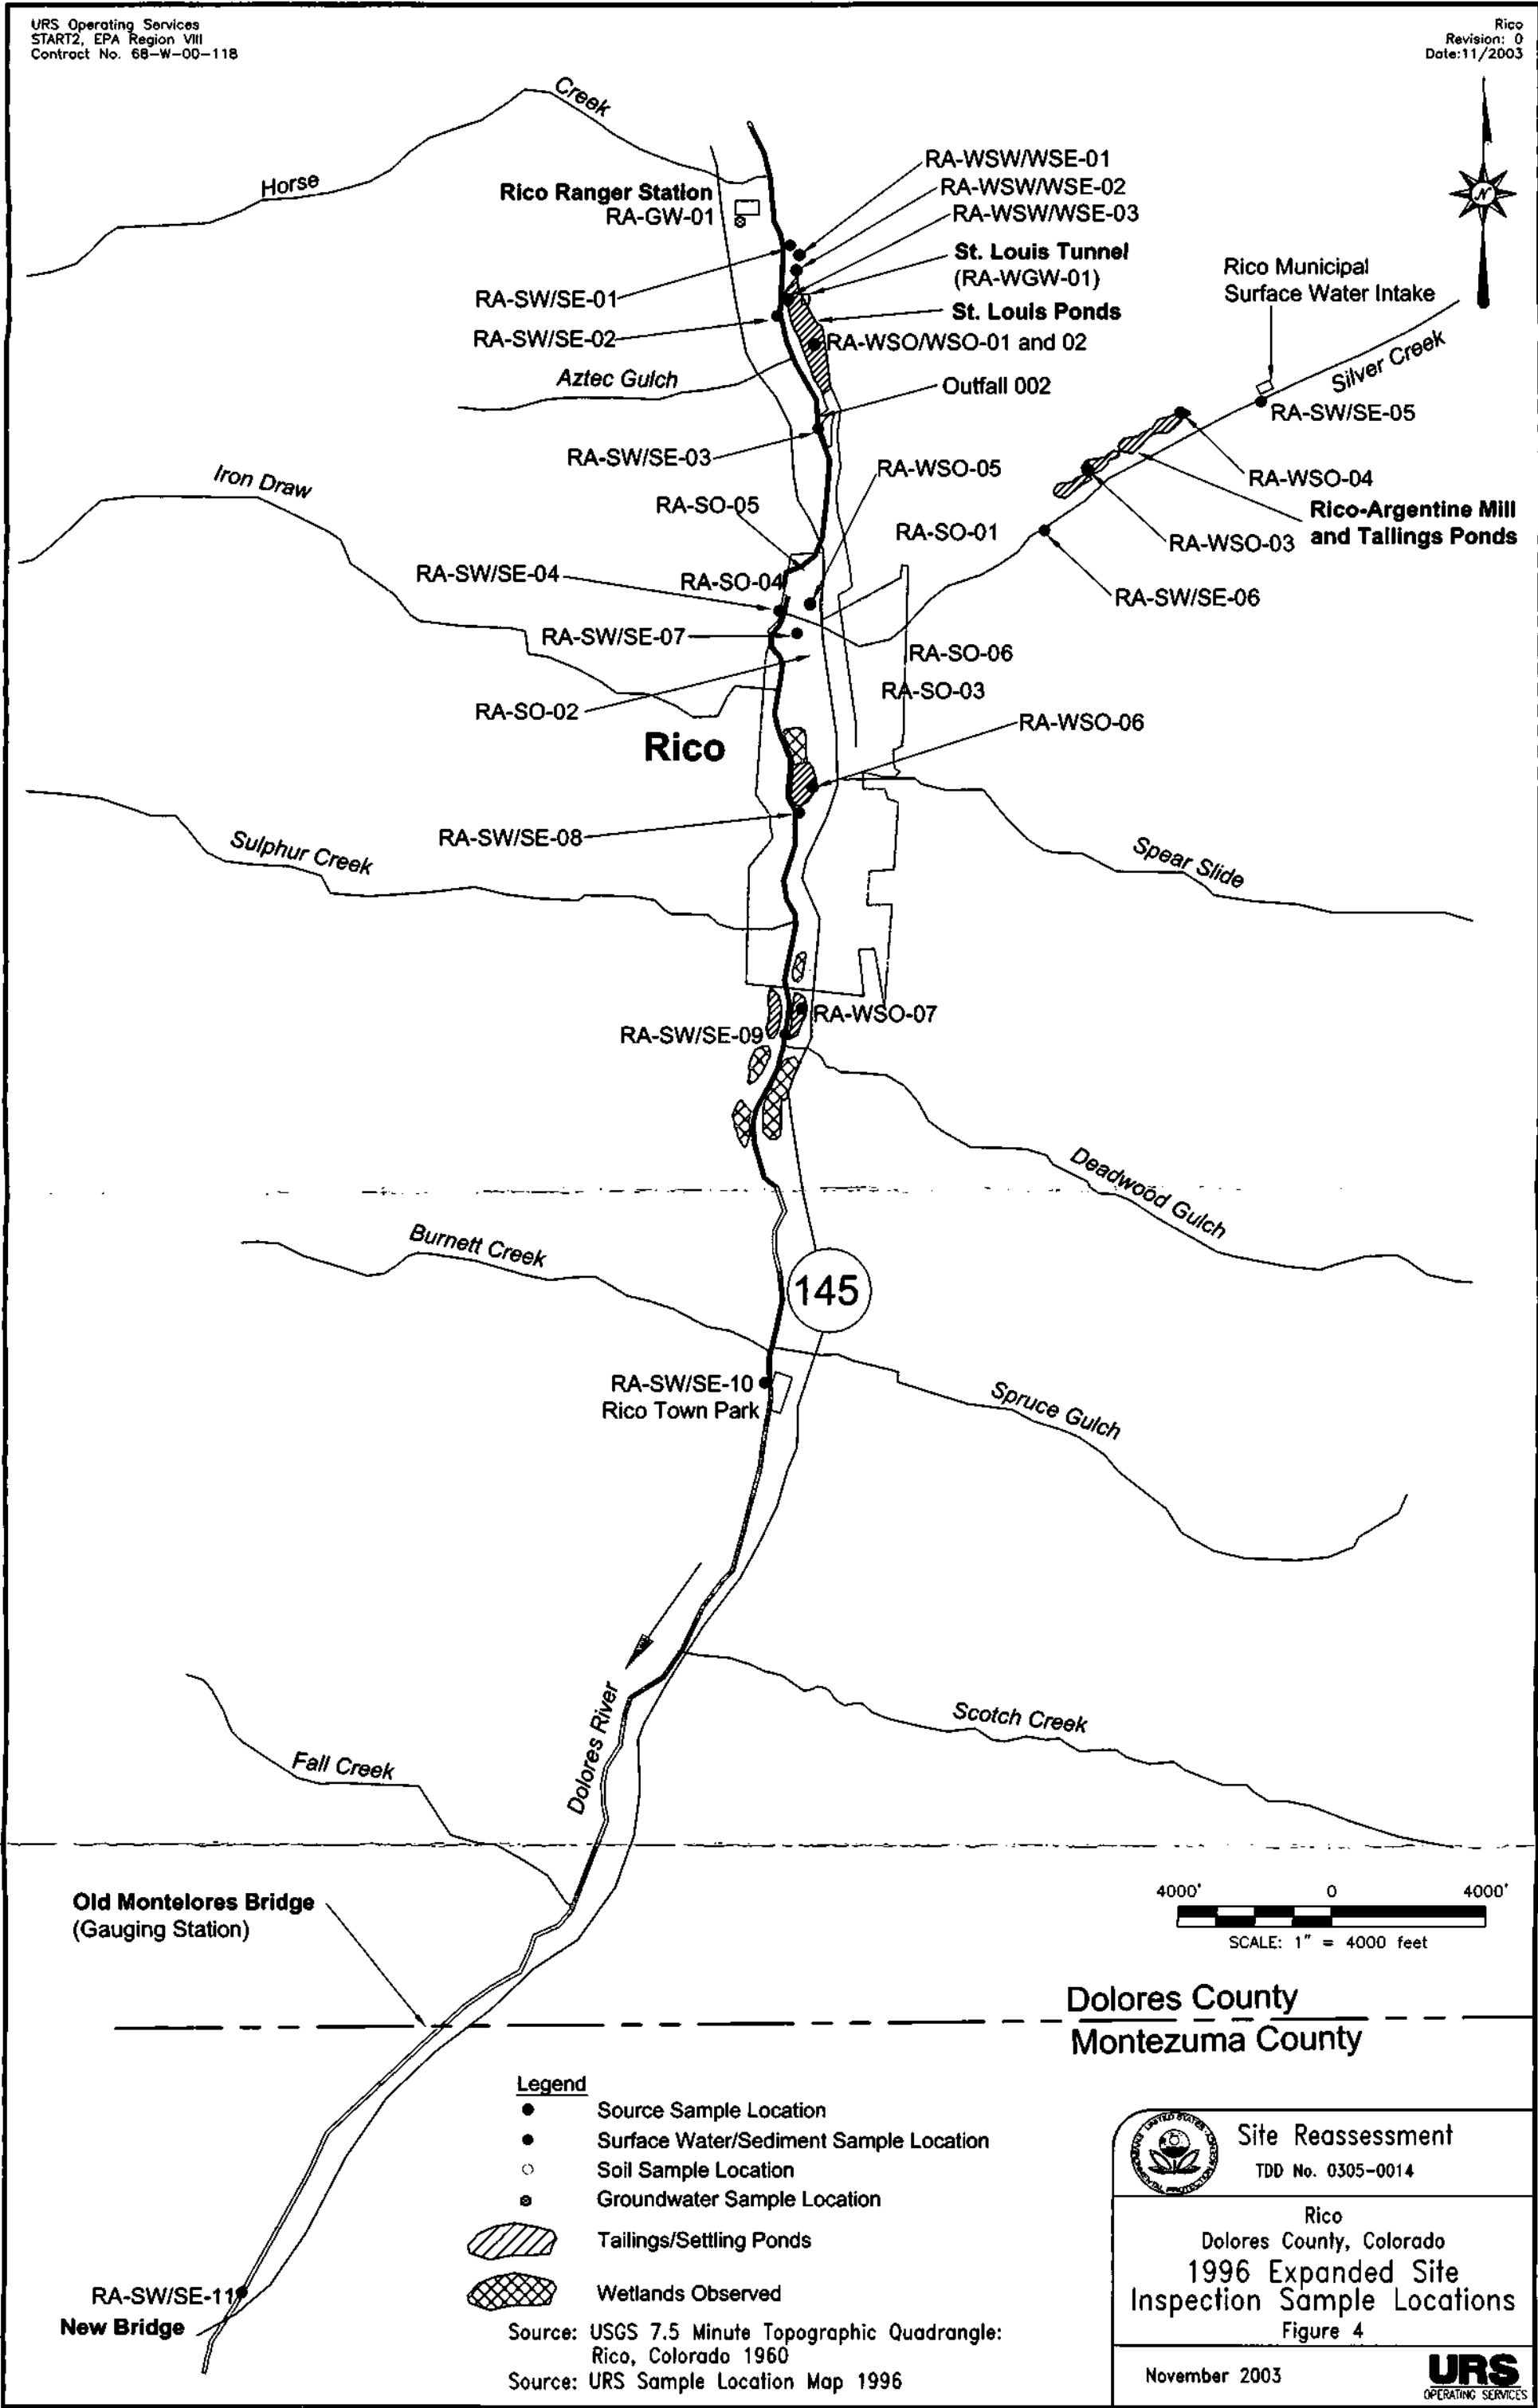 URS Operating Services
START2, EPA Region VIII
Contract No. 68-W-00-118
Rico
Revision: 0
Date:11/2003
Creek
Horse
Rico Ranger Station
RA-GW-01
RA-WSW/WSE-01
RA-WSW/WSE-02
RA-WSW/WSE-03
St. Louis Tunnel
(RA-WGW-01)
St. Louis Ponds
RA-SW/SE-01
RA-SW/SE-02
RA-WSO/WSO-01 and 02
Rico Municipal
Surface Water Intake
Silver Creek
N
Aztec Gulch
Outfall 002
RA-SW/SE-05
RA-SW/SE-03
RA-WSO-05
RA-WSO-04
Iron Draw
RA-SO-05
RA-SO-01
Rico-Argentine Mill
and Tallings Ponds
RA-WSO-03
RA-SW/SE-04
RA-SO-04
RA-SW/SE-06
RA-SW/SE-07
RA-SO-06
RA-SO-03
RA-SO-02
RA-WSO-06
Rico
RA-SW/SE-08
Sulphur Creek
Spear Slide
RA-WSO-07
RA-SW/SE-09
Deadwood Gulch
Burnett Creek
145
RA-SW/SE-10
Rico Town Park
Spruce Gulch
Dolores River
Scotch Creek
Fall Creek
Old Montelores Bridge
(Gauging Station)
4000' 0 4000'
SCALE: 1" = 4000 feet
Dolores County
Montezuma County
Legend
Source Sample Location
Surface Water/Sediment Sample Location
Soil Sample Location
Groundwater Sample Location
Tailings/Settling Ponds
Wetlands Observed
RA-SW/SE-11
New Bridge
Source: USGS 7.5 Minute Topographic Quadrangle:
Rico, Colorado 1960
Source: URS Sample Location Map 1996
UNITED STATES
Site Reassessment
TDD No. 0305-0014
Rico
Dolores County, Colorado
1996 Expanded Site
Inspection Sample Locations
Figure 4
November 2003
URS
OPERATING SERVICES